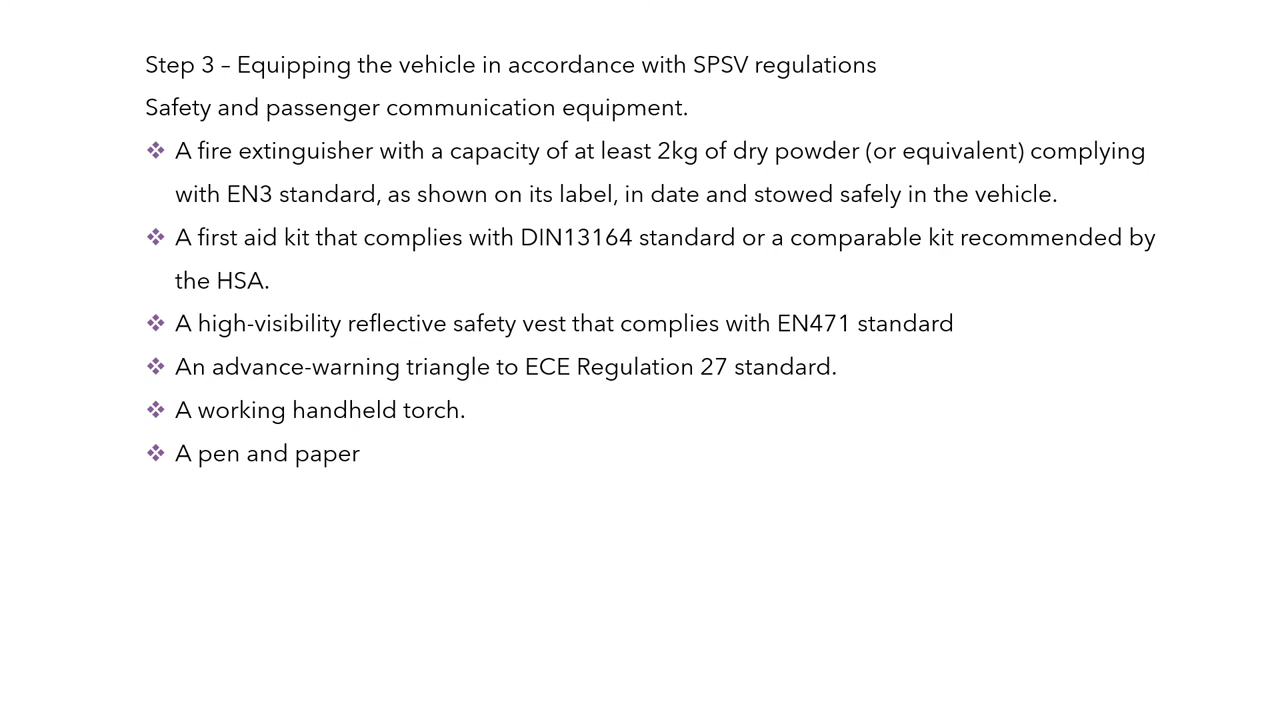 Step 3 – Equipping the vehicle in accordance with SPSV regulations
Safety and passenger communication equipment.
❖ A fire extinguisher with a capacity of at least 2kg of dry powder (or equivalent) complying
with EN3 standard, as shown on its label, in date and stowed safely in the vehicle.
❖ A first aid kit that complies with DIN13164 standard or a comparable kit recommended by
the HSA.
❖ A high-visibility reflective safety vest that complies with EN471 standard
❖ An advance-warning triangle to ECE Regulation 27 standard.
❖ A working handheld torch.
❖ A pen and paper